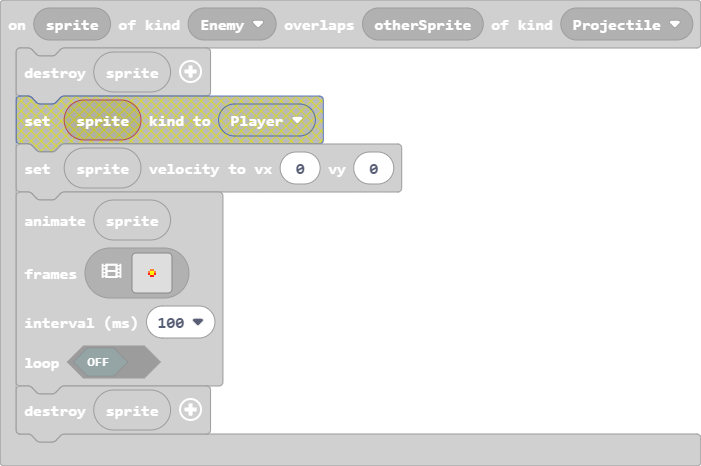 on sprite of kind Enemy overlaps otherSprite of kind Projectile
destroy sprite
set sprite kind to Player
set sprite velocity to vx 0 vy 0
animate sprite
frames
interval (ms) 100
loop OFF
destroy sprite